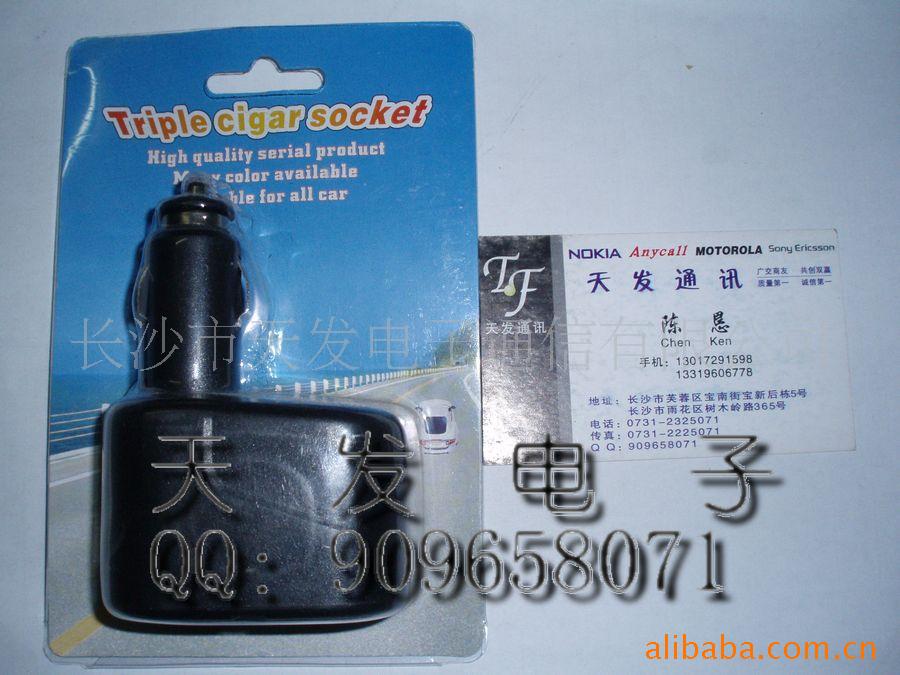 Triple cigar socket
High quality serial product
color available
for all car
NOKIA Anycall MOTOROLA Sony Ericsson
TF
天发通讯
天发通讯
广交商友 共创双赢
质量第一 诚信第一
陈恳
Chen Ken
手机：13017291598
13319606778
地址：长沙市芙蓉区宝南街宝新后栋5号
长沙市雨花区树木岭路365号
电话：0731-2325071
传真：0731-2225071
QQ：909658071
长沙市天发电子通信有限
天发电子
QQ：909658071
alibaba.com.cn